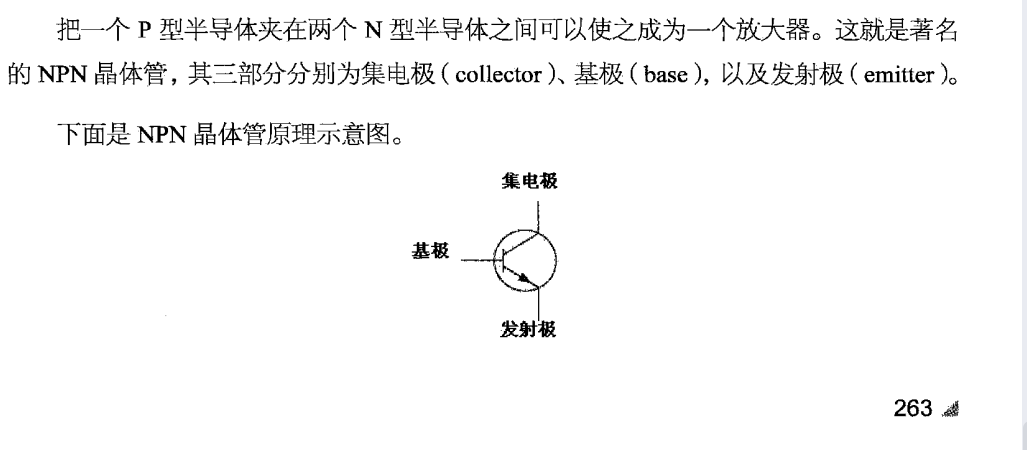 把一个 P 型半导体夹在两个 N 型半导体之间可以使之成为一个放大器。这就是著名
的 NPN 晶体管，其三部分分别为集电极（collector）、基极（base），以及发射极（emitter）。
下面是 NPN 晶体管原理示意图。
集电极
基极
发射极
263